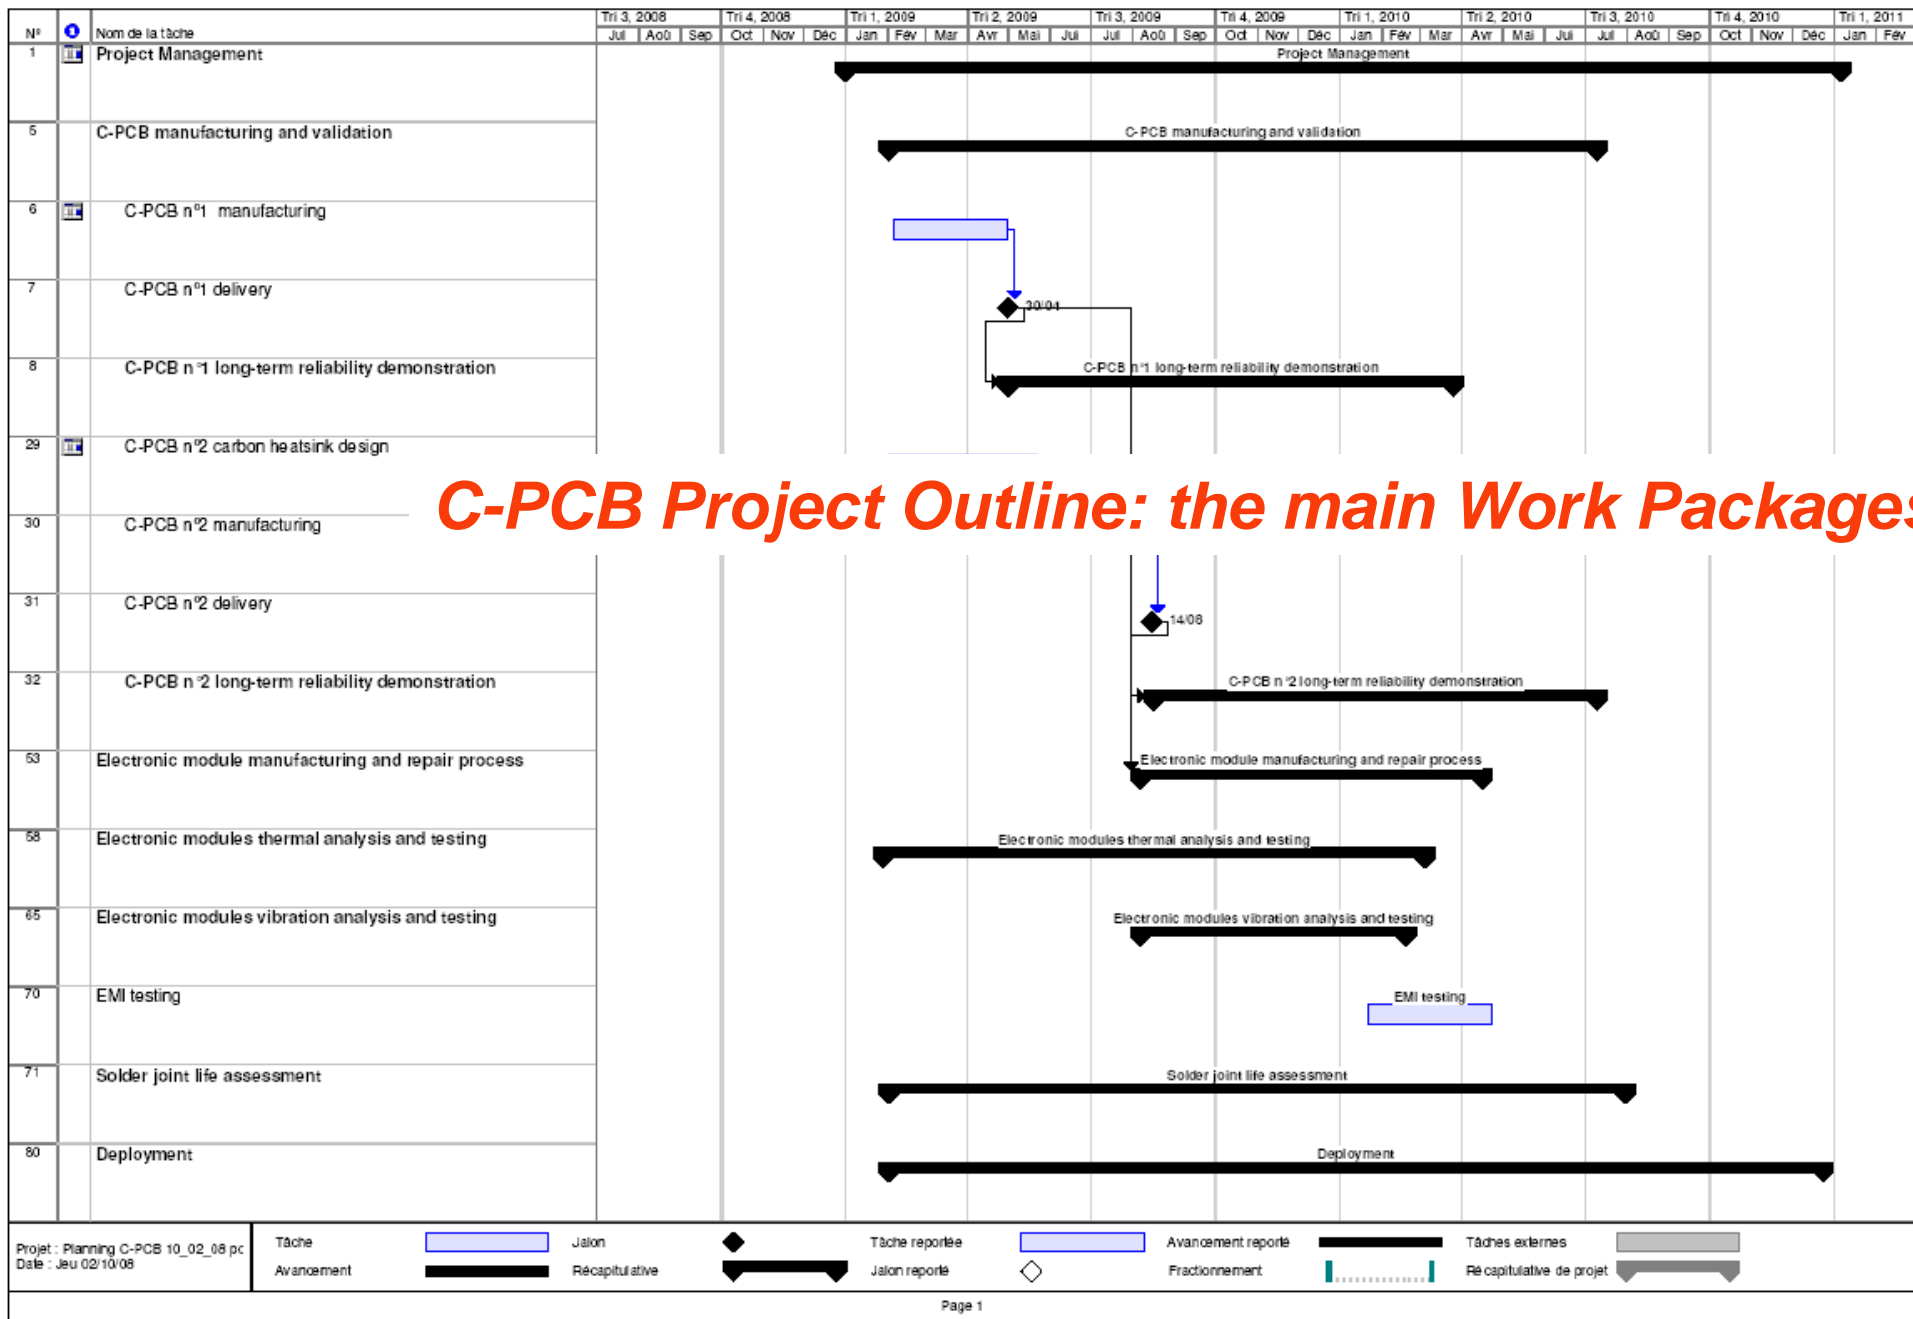 Tri 3, 2008 Tri 4, 2008 Tri 1, 2009 Tri 2, 2009 Tri 3, 2009 Tri 4, 2009 Tri 1, 2010 Tri 2, 2010 Tri 3, 2010 Tri 4, 2010 Tri 1, 2011
N° Nom de la tâche Jul Aoû Sep Oct Nov Déc Jan Fév Mar Avr Mai Jui Jul Aoû Sep Oct Nov Déc Jan Fév Mar Avr Mai Jui Jul Aoû Sep Oct Nov Déc Jan Fév
1 Project Management Project Management
5 C-PCB manufacturing and validation C-PCB manufacturing and validation
6 C-PCB n°1 manufacturing
7 C-PCB n°1 delivery 30/04
8 C-PCB n°1 long-term reliability demonstration C-PCB n°1 long-term reliability demonstration
29 C-PCB n°2 carbon heatsink design
C-PCB Project Outline: the main Work Packages
30 C-PCB n°2 manufacturing
31 C-PCB n°2 delivery 14/08
32 C-PCB n°2 long-term reliability demonstration C-PCB n°2 long-term reliability demonstration
53 Electronic module manufacturing and repair process Electronic module manufacturing and repair process
58 Electronic modules thermal analysis and testing Electronic modules thermal analysis and testing
65 Electronic modules vibration analysis and testing Electronic modules vibration analysis and testing
70 EMI testing EMI testing
71 Solder joint life assessment Solder joint life assessment
80 Deployment Deployment
Projet : Planning C-PCB 10_02_08 pc
Date : Jeu 02/10/08
Tâche Jalon Tâche reportée Avancement reporté Tâches externes
Avancement Récapitulative Jalon reporté Fractionnement Récapitulative de projet
Page 1